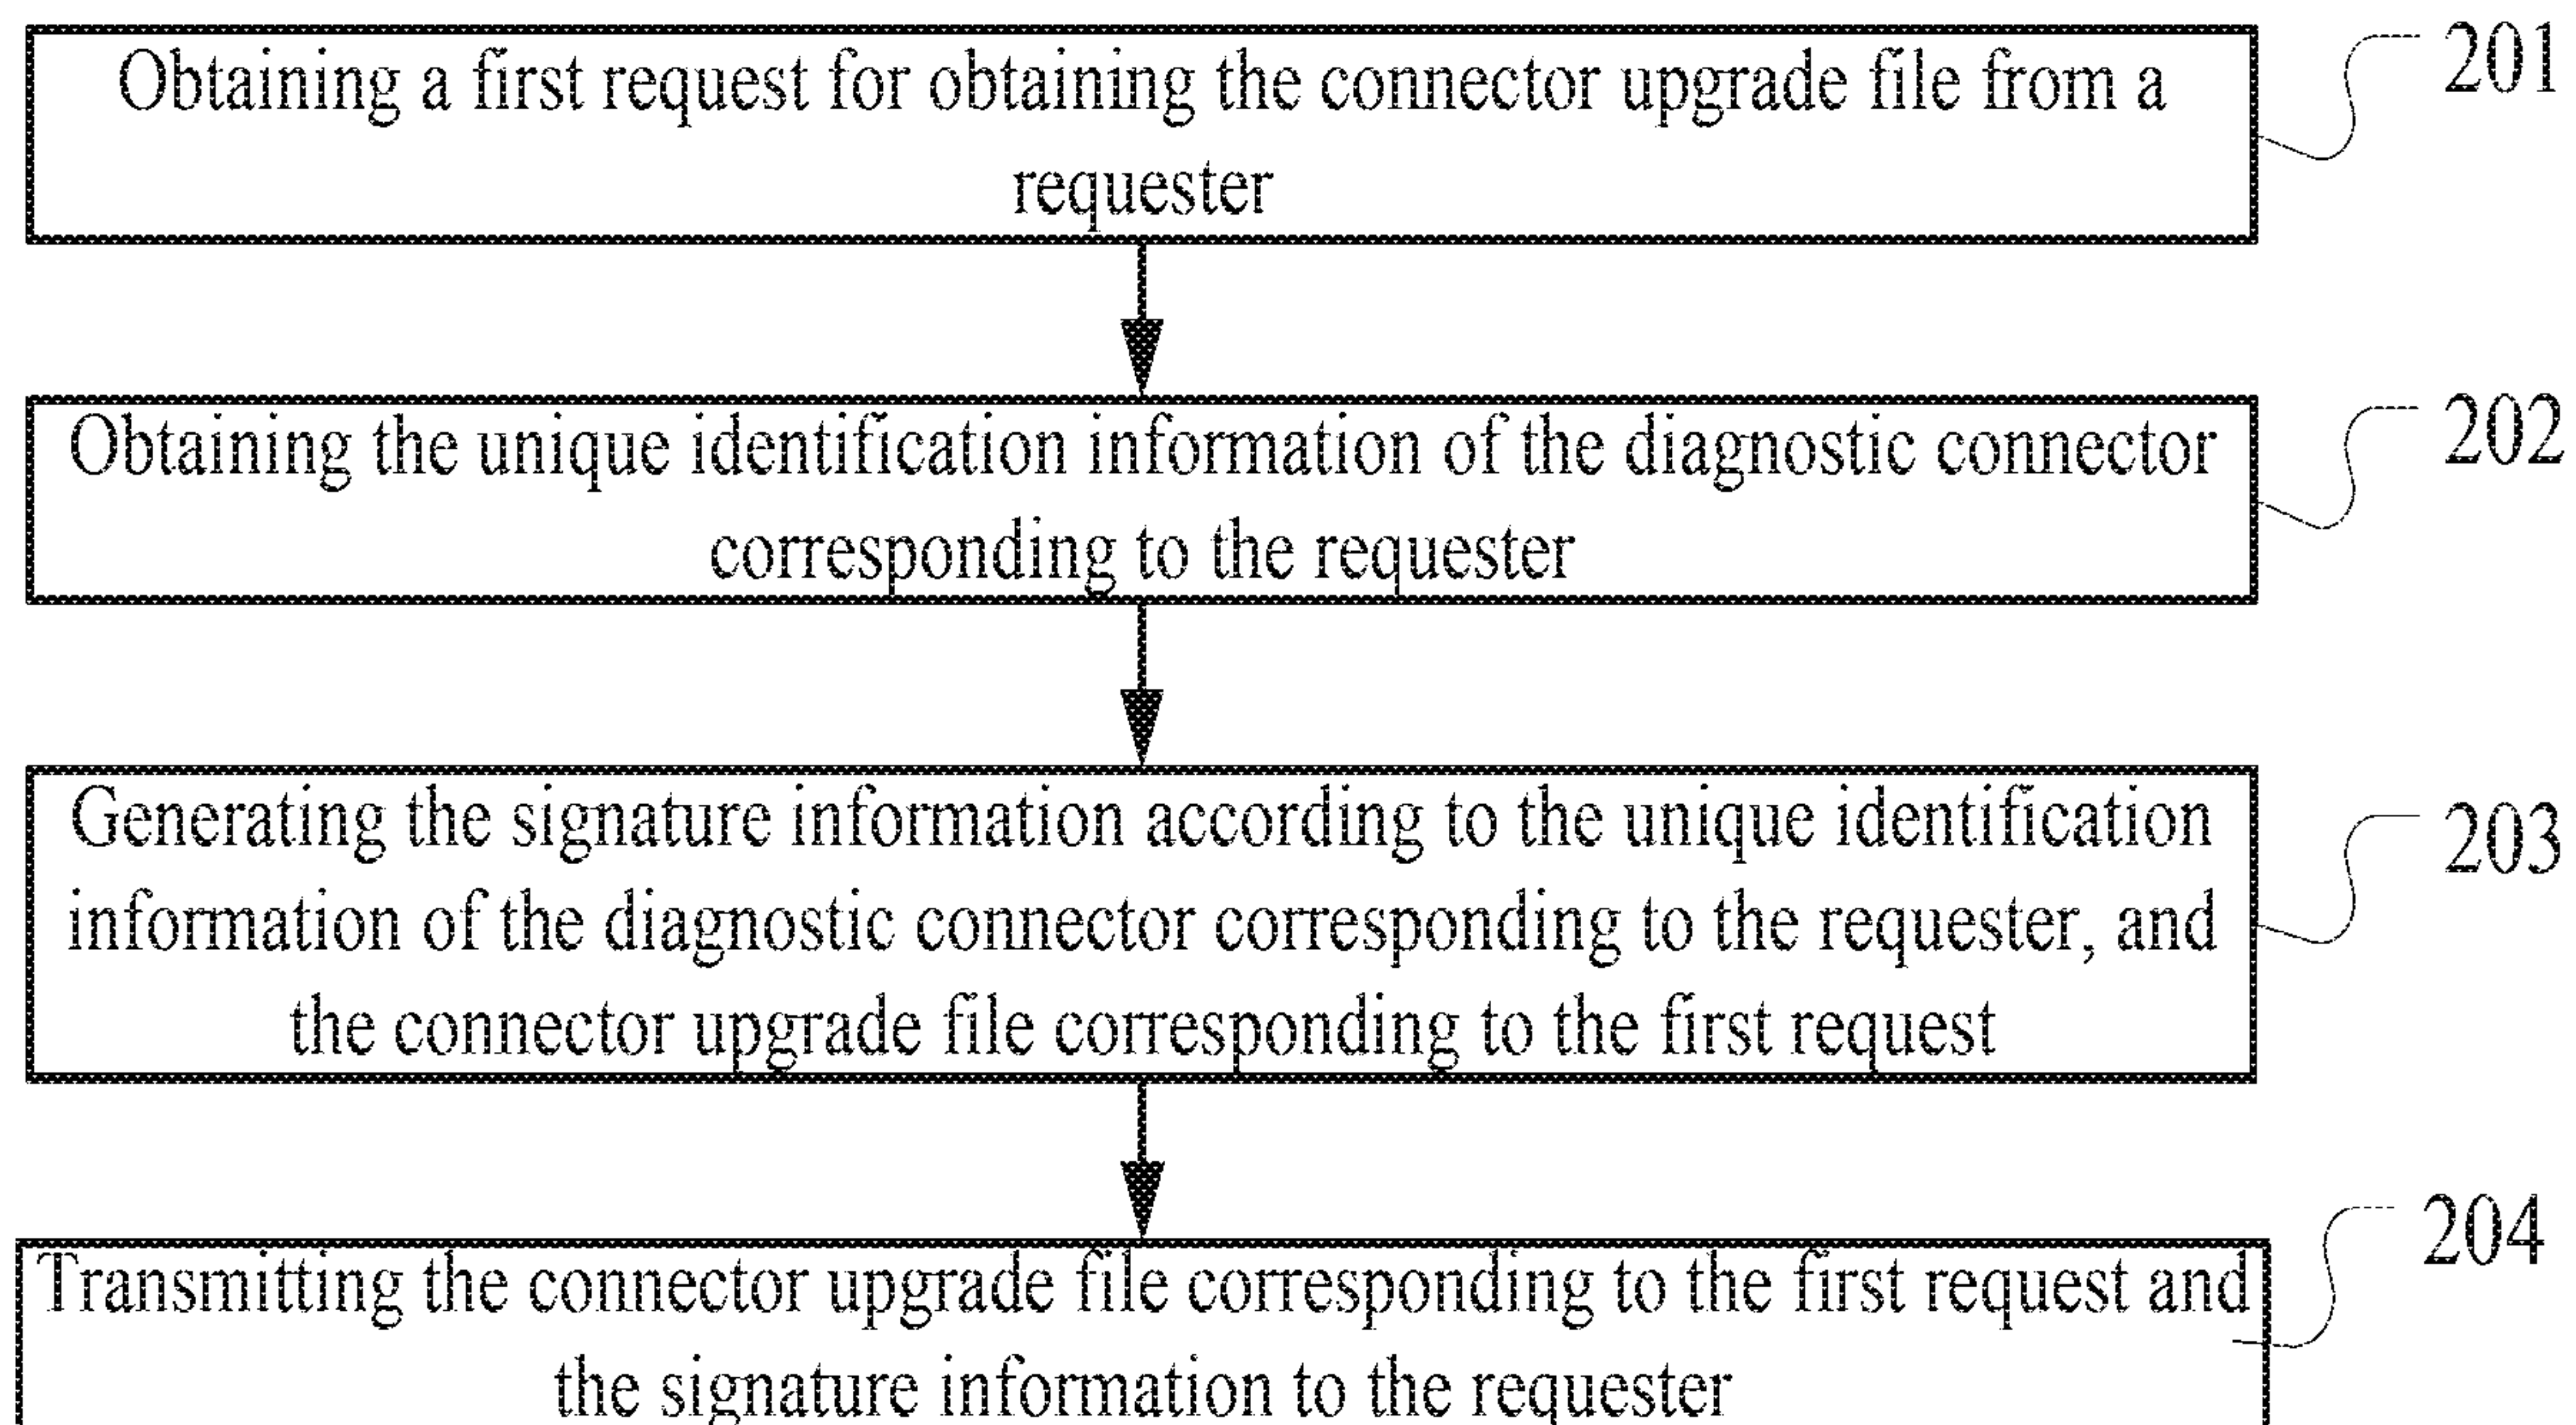 Obtaining a first request for obtaining the connector upgrade file from a
requester
201
Obtaining the unique identification information of the diagnostic connector
corresponding to the requester
202
Generating the signature information according to the unique identification
information of the diagnostic connector corresponding to the requester, and
the connector upgrade file corresponding to the first request
203
Transmitting the connector upgrade file corresponding to the first request and
the signature information to the requester
204